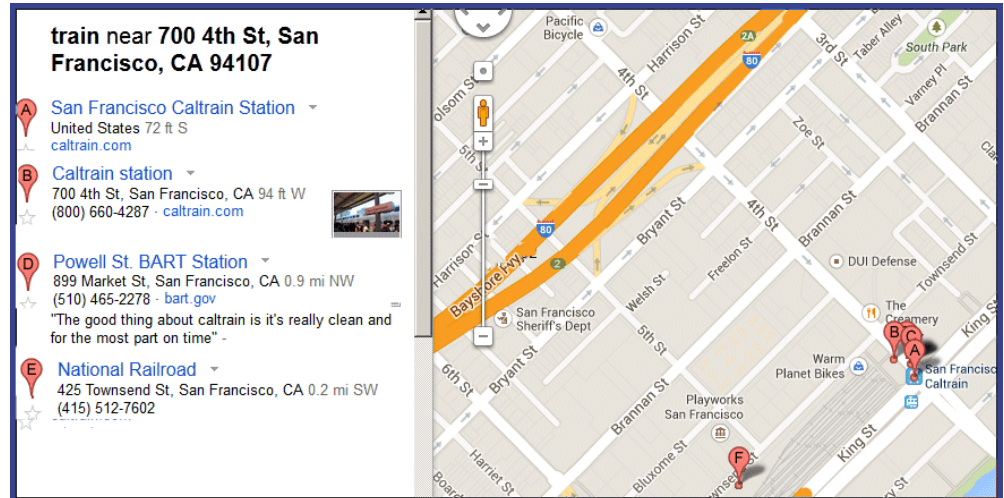 train near 700 4th St, San
Francisco, CA 94107
A
San Francisco Caltrain Station
United States 72 ft S
caltrain.com
B
Caltrain station
700 4th St, San Francisco, CA 94 ft W
(800) 660-4287 · caltrain.com
D
Powell St. BART Station
899 Market St, San Francisco, CA 0.9 mi NW
(510) 465-2278 · bart.gov
"The good thing about caltrain is it's really clean and
for the most part on time" -
E
National Railroad
425 Townsend St, San Francisco, CA 0.2 mi SW
(415) 512-7602
Pacific
Bicycle
Harrison St
2A
80
3rd St
Taber Alley
South Park
Varney Pl
Brannan St
4th St
olsom St
5th St
Zoe St
80
2
Harrison St
Bayshore Fwy
Bryant St
Freelon St
4th St
Brannan St
DUI Defense
Townsend St
Welsh St
San Francisco
Sheriff's Dept
5th St
The
Creamery
King St
B
C
A
San Francisc
Caltrain
Warm
Planet Bikes
6th St
Bryant St
Brannan St
Playworks
San Francisco
King St
F
Bluxome St
Harriet St
Boar
wnsend St
ry St